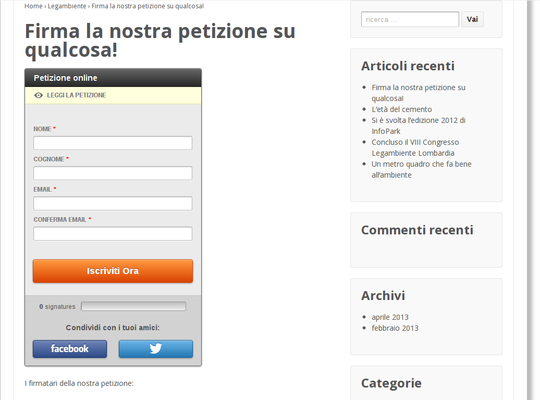 Home › Legambiente › Firma la nostra petizione su qualcosa!
Firma la nostra petizione su
qualcosa!
Petizione online
LEGGI LA PETIZIONE
NOME *
COGNOME *
EMAIL *
CONFERMA EMAIL *
Iscriviti Ora
0 signatures
Condividi con i tuoi amici:
facebook
I firmatari della nostra petizione:
ricerca....
Vai
Articoli recenti
Firma la nostra petizione su
qualcosa!
L'età del cemento
Si è svolta l'edizione 2012 di
InfoPark
Concluso il VIII Congresso
Legambiente Lombardia
Un metro quadro che fa bene
all'ambiente
Commenti recenti
Archivi
aprile 2013
febbraio 2013
Categorie